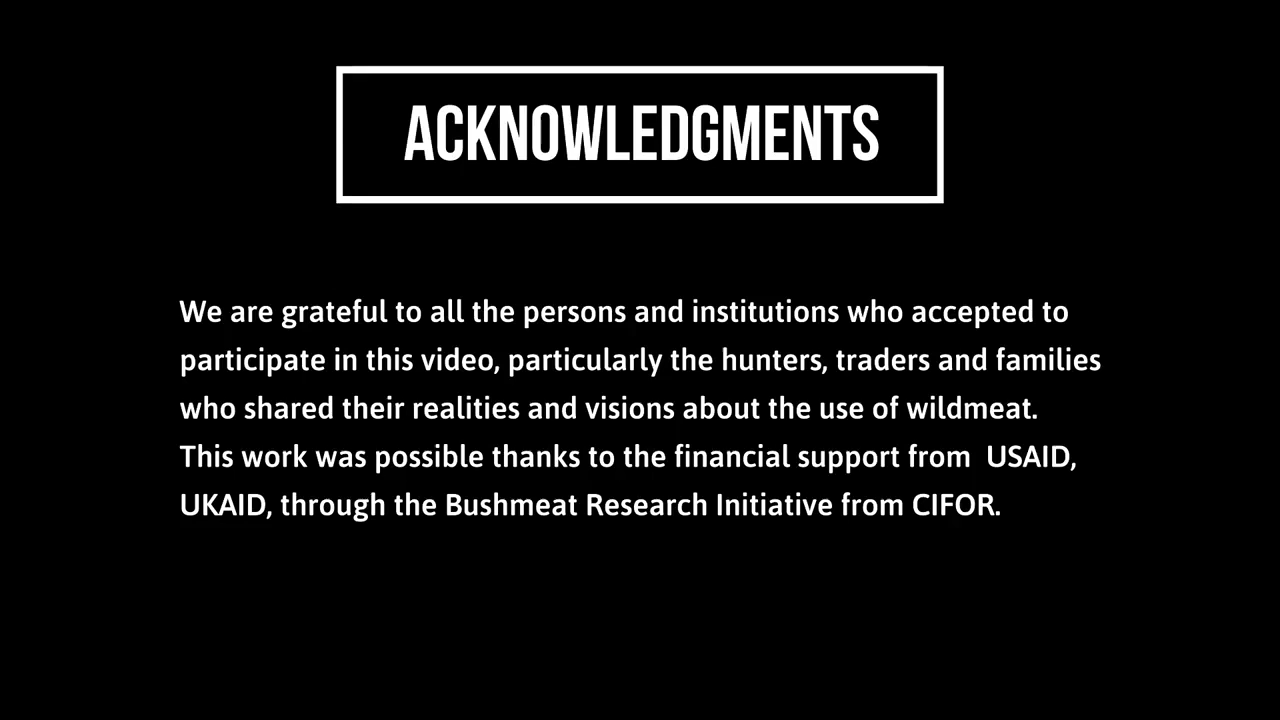 ACKNOWLEDGMENTS
We are grateful to all the persons and institutions who accepted to
participate in this video, particularly the hunters, traders and families
who shared their realities and visions about the use of wildmeat.
This work was possible thanks to the financial support from  USAID,
UKAID, through the Bushmeat Research Initiative from CIFOR.